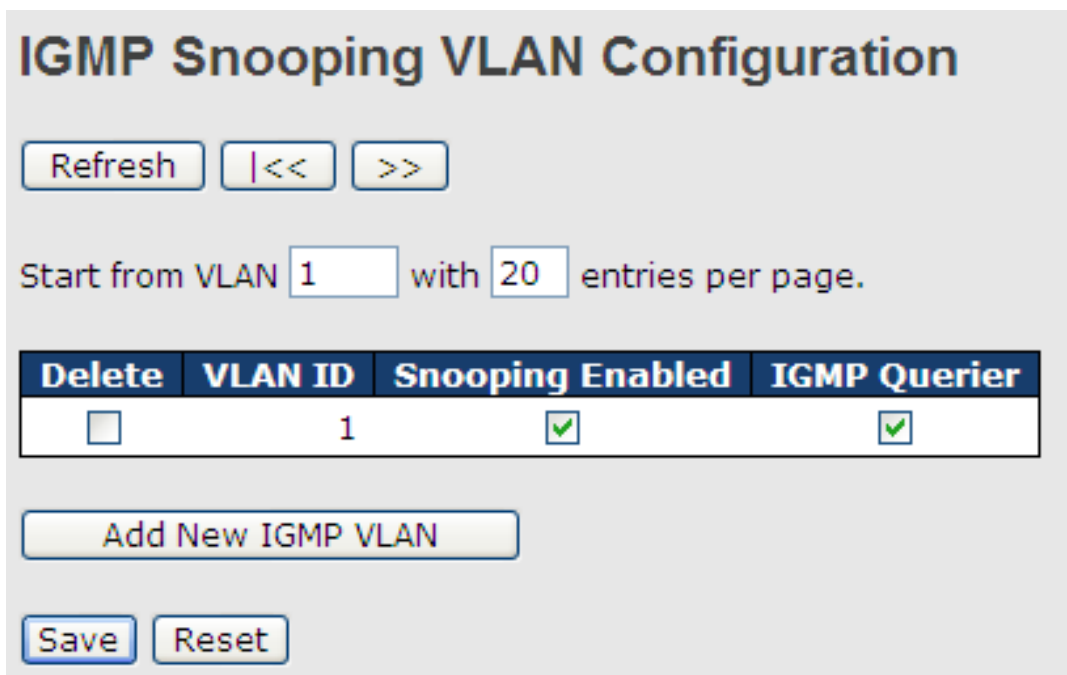 IGMP Snooping VLAN Configuration
Refresh |<< >>
Start from VLAN 1 with 20 entries per page.
Delete VLAN ID Snooping Enabled IGMP Querier
1
Add New IGMP VLAN
Save Reset